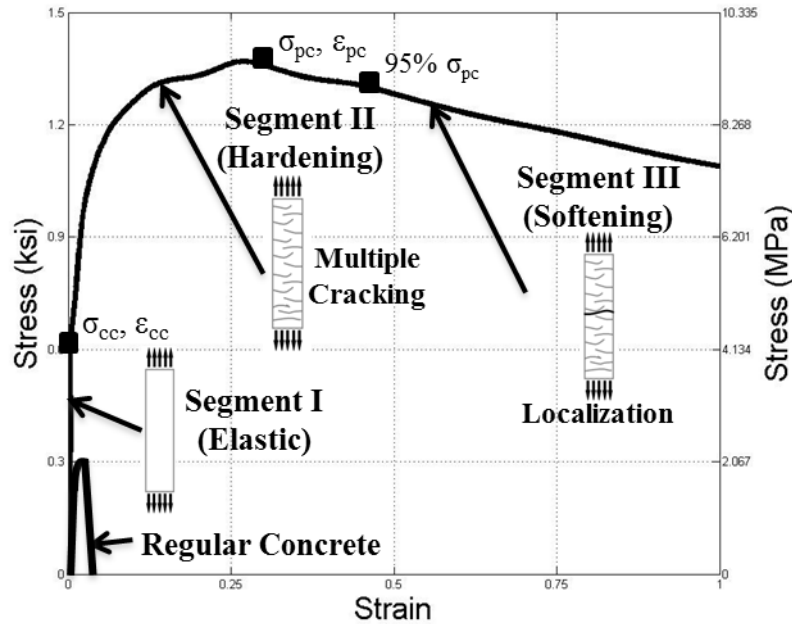 1.5
1.2
0.9
0.6
0.3
0
Stress (ksi)
10.335
8.268
6.201
4.134
2.067
0
Stress (MPa)
0
0.25
0.5
0.75
1
Strain
σpc, εpc
95% σpc
Segment II
(Hardening)
Multiple
Cracking
Segment III
(Softening)
Localization
σcc, εcc
Segment I
(Elastic)
Regular Concrete